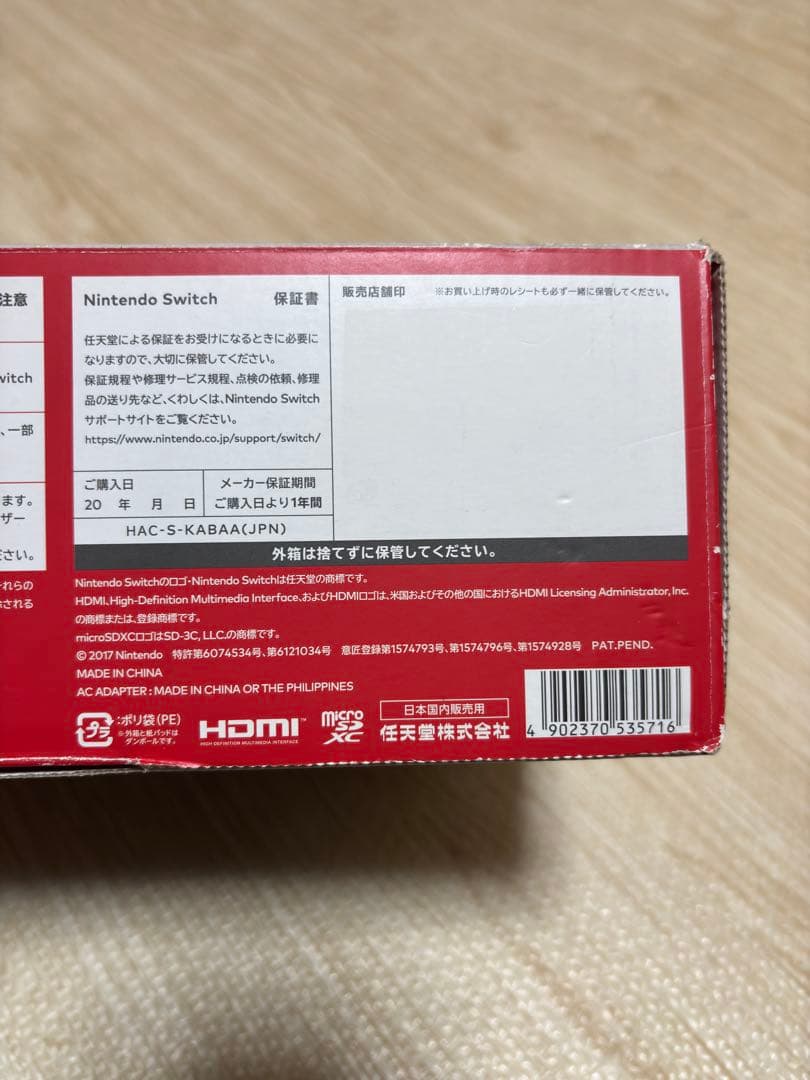 注意
witch
、一部
ます。
ザー
ださい。
それらの
される
Nintendo Switch 保証書
任天堂による保証をお受けになるときに必要に
なりますので、大切に保管してください。
保証規程や修理サービス規程、点検の依頼、修理
品の送り先など、くわしくは、Nintendo Switch
サポートサイトをご覧ください。
https://www.nintendo.co.jp/support/switch/
ご購入日
20 年 月 日
メーカー保証期間
ご購入日より1年間
HAC-S-KABAA(JPN)
販売店舗印 ※お買い上げ時のレシートも必ず一緒に保管してください。
外箱は捨てずに保管してください。
Nintendo Switchのロゴ・Nintendo Switchは任天堂の商標です。
HDMI、High-Definition Multimedia Interface、およびHDMIロゴは、米国およびその他の国におけるHDMI Licensing Administrator, Inc.
の商標または、登録商標です。
microSDXCロゴはSD-3C, LLC.の商標です。
© 2017 Nintendo 特許第6074534号、第6121034号 意匠登録第1574793号、第1574796号、第1574928号 PAT.PEND.
MADE IN CHINA
AC ADAPTER : MADE IN CHINA OR THE PHILIPPINES
プラ
:ポリ袋(PE)
※外箱と紙パッドは
ダンボールです。
HDMI™
HIGH DEFINITION MULTIMEDIA INTERFACE
micro
SD
XC
日本国内販売用
任天堂株式会社
4 902370 535716